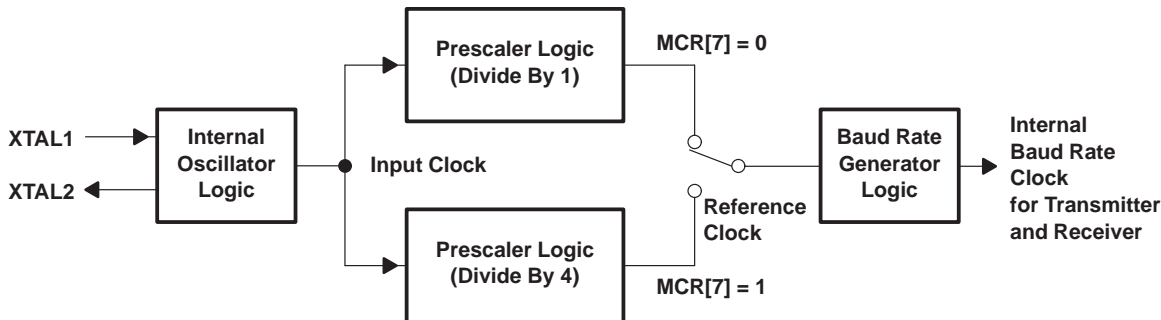 Prescaler Logic
(Divide By 1)
MCR[7] = 0
XTAL1
XTAL2
Internal
Oscillator
Logic
Input Clock
Baud Rate
Generator
Logic
Internal
Baud Rate
Clock
for Transmitter
and Receiver
Reference
Clock
Prescaler Logic
(Divide By 4)
MCR[7] = 1